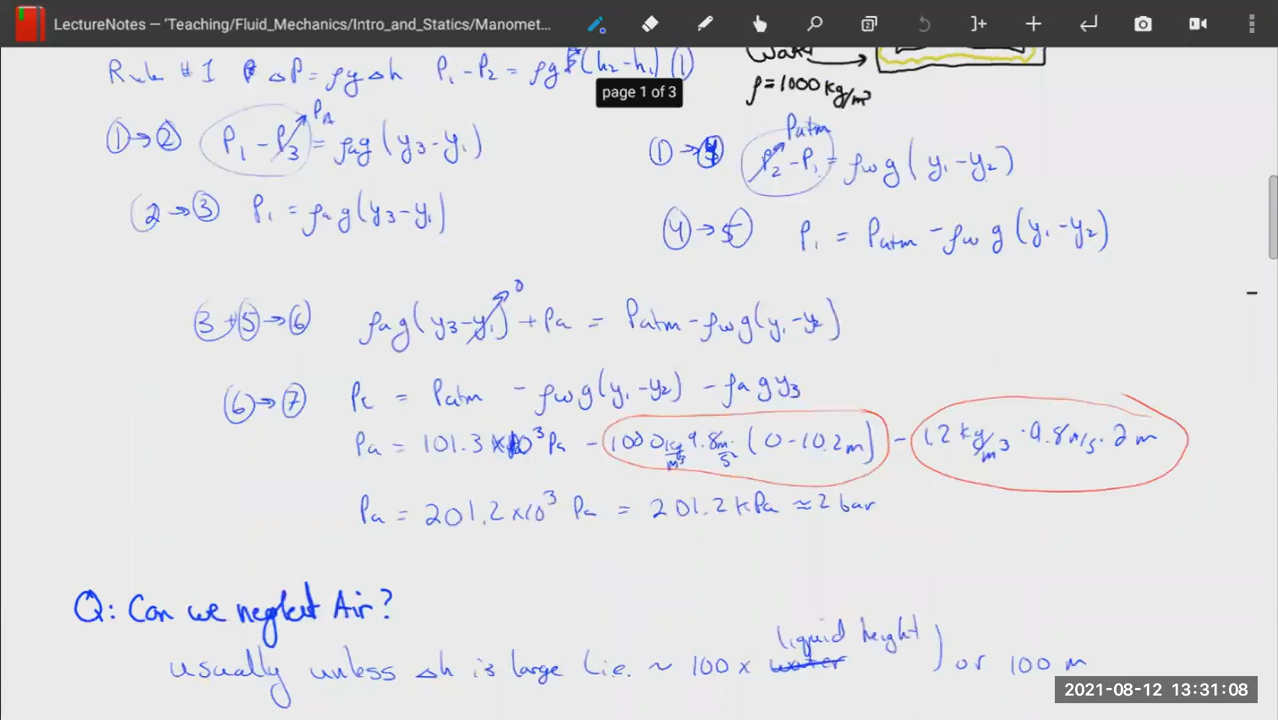 LectureNotes — 'Teaching/Fluid_Mechanics/Intro_and_Statics/Manomet...
Rule #1 ΔP = ρgΔh P₁ - P₂ = ρg (h₂ - h₁) (1)
Water
page 1 of 3
ρ = 1000 kg/m³
① → ② P₁ - P₃ = ρₐg (y₃ - y₁)
PA
① → ④ P₂ - P₁ = ρwg (y₁ - y₂)
Patm
② → ③ P₁ = ρₐg (y₃ - y₁)
④ → ⑤ P₁ = Patm - ρwg (y₁ - y₂)
③ + ⑤ → ⑥ ρₐg (y₃ - y₁) + Pa = Patm - ρwg (y₁ - y₂)
0
⑥ → ⑦ Pc = Patm - ρwg (y₁ - y₂) - ρₐ g y₃
Pa = 101.3 × 10³ Pa - 1000 kg/m³ 9.8 m/s² (0 - 10.2 m) - 1.2 kg/m³ · 9.8 m/s · 2 m
Pa = 201.2 × 10³ Pa = 201.2 kPa ≈ 2 bar
Q: Can we neglect Air?
liquid height
usually unless Δh is large (i.e. ~ 100 x water ) or 100 m
2021-08-12 13:31:08